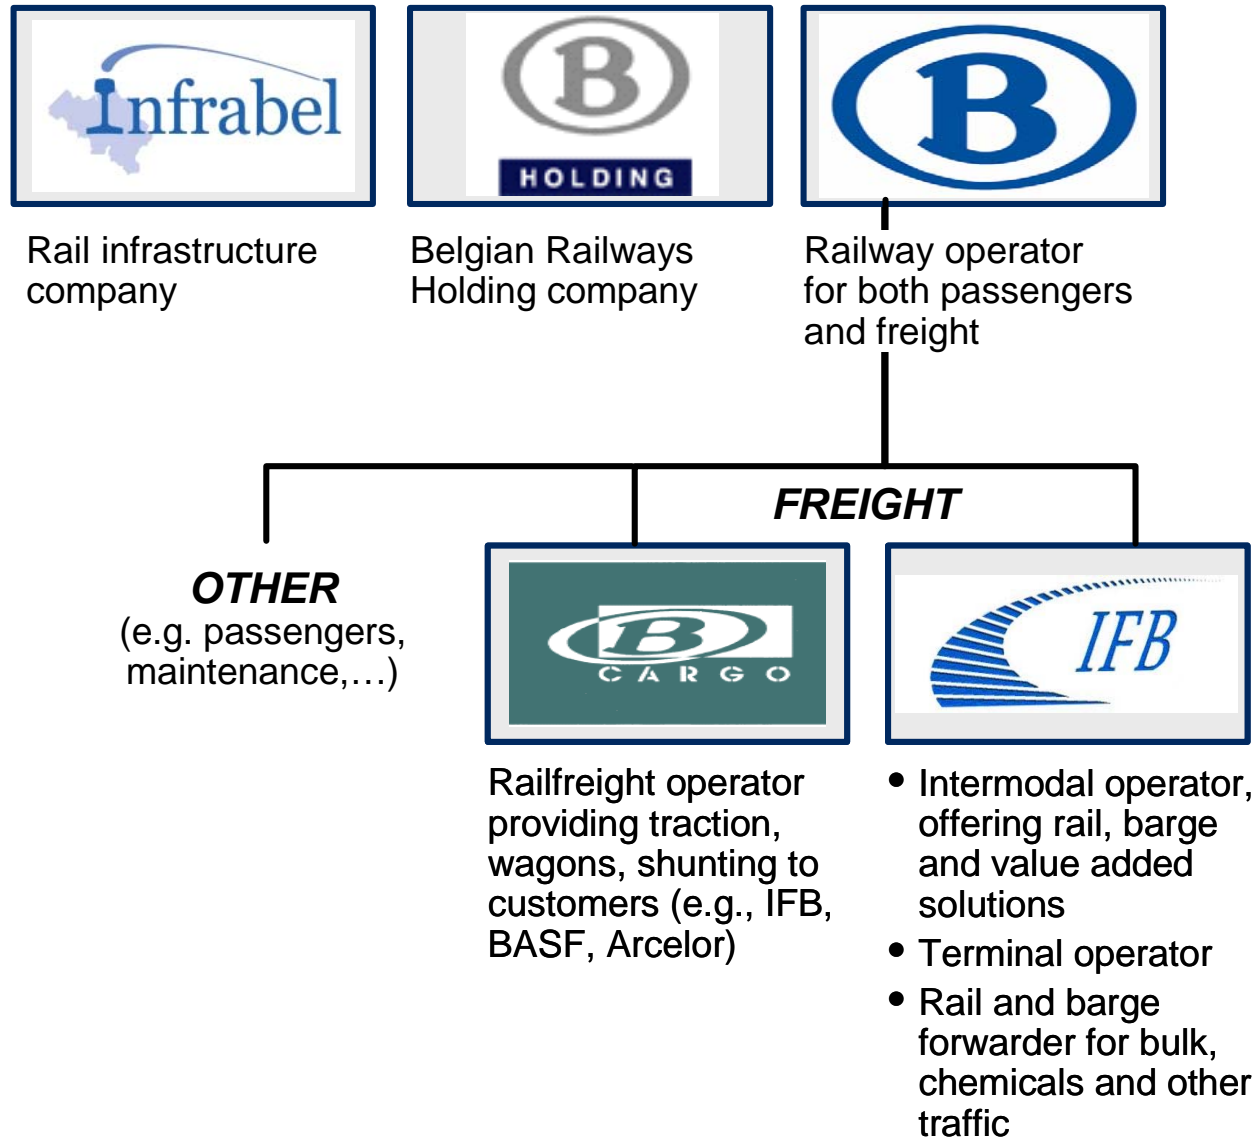 Infrabel
B
HOLDING
B
Rail infrastructure
company
Belgian Railways
Holding company
Railway operator
for both passengers
and freight
FREIGHT
OTHER
(e.g. passengers,
maintenance,…)
B
CARGO
IFB
Railfreight operator
providing traction,
wagons, shunting to
customers (e.g., IFB,
BASF, Arcelor)
• Intermodal operator,
offering rail, barge
and value added
solutions
• Terminal operator
• Rail and barge
forwarder for bulk,
chemicals and other
traffic